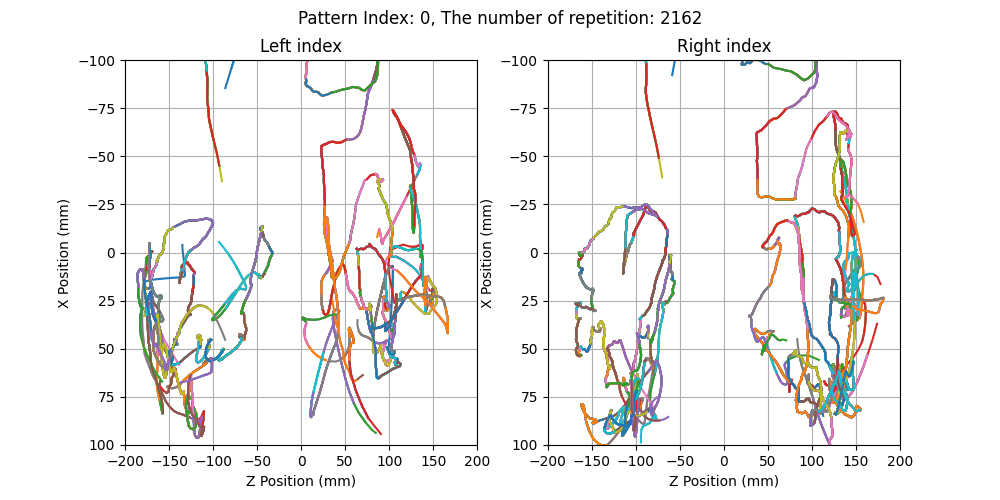 Pattern Index: 0, The number of repetition: 2162
Left index
Right index
−100
−75
−50
−25
0
25
50
75
100
X Position (mm)
−200 −150 −100 −50 0 50 100 150 200
Z Position (mm)
−100
−75
−50
−25
0
25
50
75
100
X Position (mm)
−200 −150 −100 −50 0 50 100 150 200
Z Position (mm)